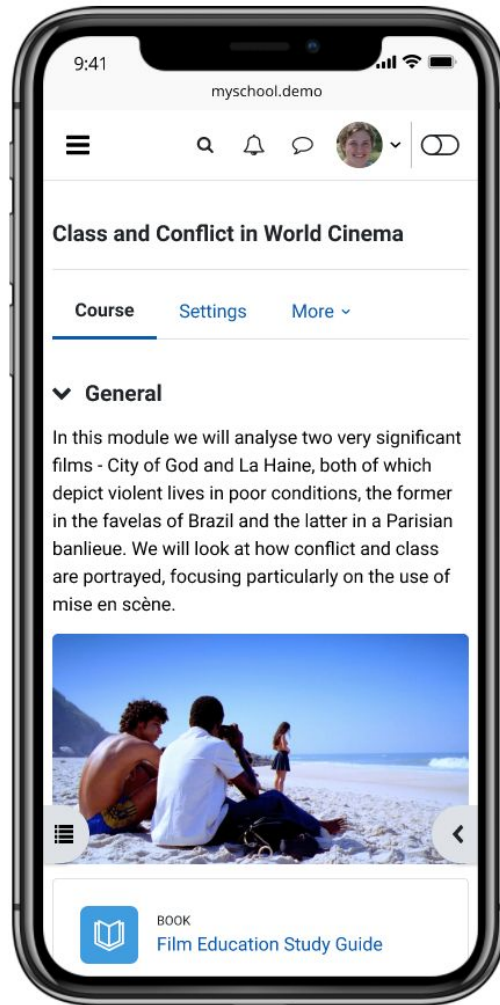 9:41
myschool.demo
Class and Conflict in World Cinema
Course Settings More
General
In this module we will analyse two very significant
films - City of God and La Haine, both of which
depict violent lives in poor conditions, the former
in the favelas of Brazil and the latter in a Parisian
banlieue. We will look at how conflict and class
are portrayed, focusing particularly on the use of
mise en scène.
BOOK
Film Education Study Guide